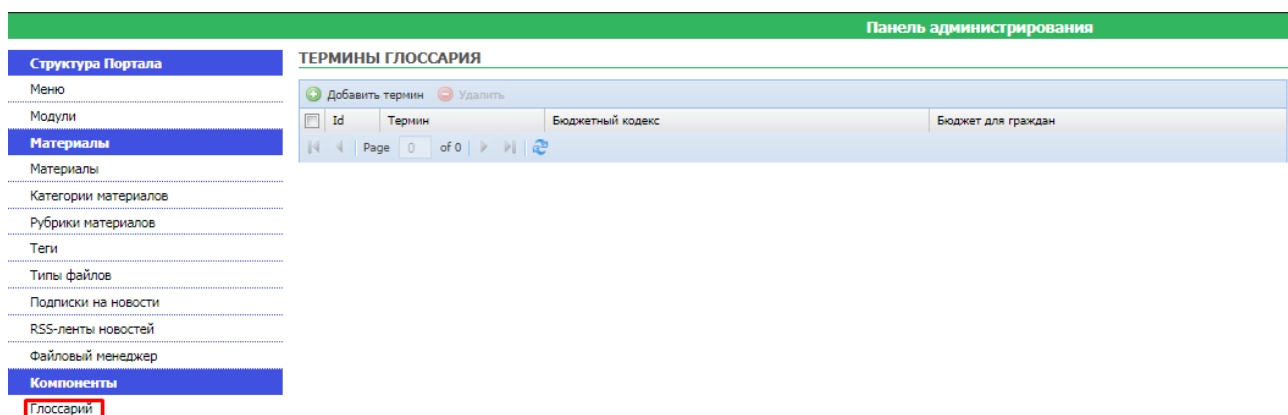 Панель администрирования
Структура Портала
Меню
Модули
Материалы
Материалы
Категории материалов
Рубрики материалов
Теги
Типы файлов
Подписки на новости
RSS-ленты новостей
Файловый менеджер
Компоненты
Глоссарий
ТЕРМИНЫ ГЛОССАРИЯ
Добавить термин Удалить
Id Термин Бюджетный кодекс Бюджет для граждан
Page 0 of 0